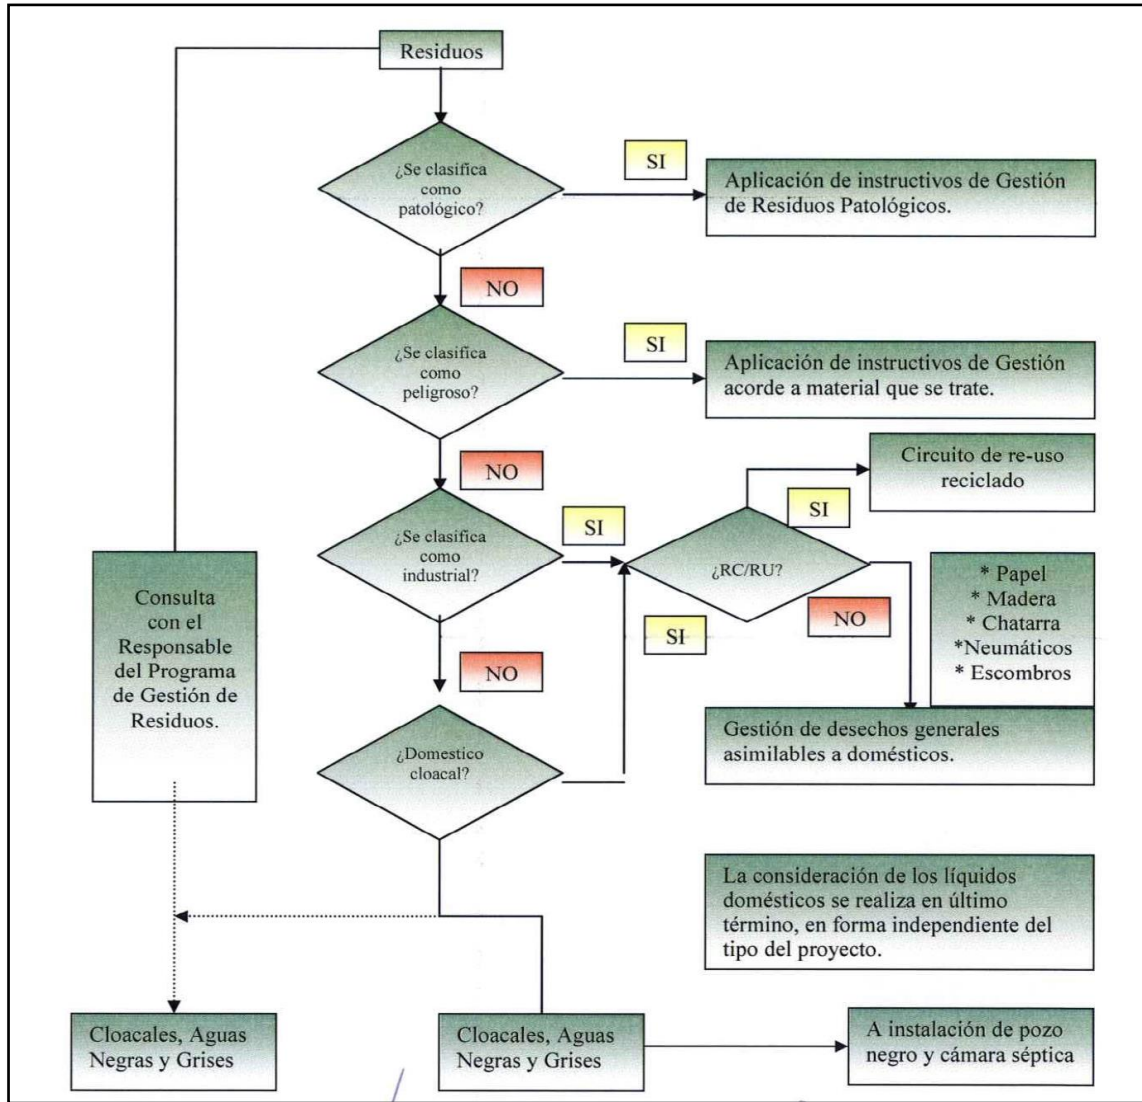 Residuos
¿Se clasifica
como
patológico?
SI
Aplicación de instructivos de Gestión
de Residuos Patológicos.
NO
¿Se clasifica
como
peligroso?
SI
Aplicación de instructivos de Gestión
acorde a material que se trate.
NO
¿Se clasifica
como
industrial?
SI
¿RC/RU?
SI
Circuito de re-uso
reciclado
NO
* Papel
* Madera
* Chatarra
*Neumáticos
* Escombros
Consulta
con el
Responsable
del Programa
de Gestión de
Residuos.
NO
SI
Gestión de desechos generales
asimilables a domésticos.
¿Domestico
cloacal?
La consideración de los líquidos
domésticos se realiza en último
término, en forma independiente del
tipo del proyecto.
Cloacales, Aguas
Negras y Grises
Cloacales, Aguas
Negras y Grises
A instalación de pozo
negro y cámara séptica